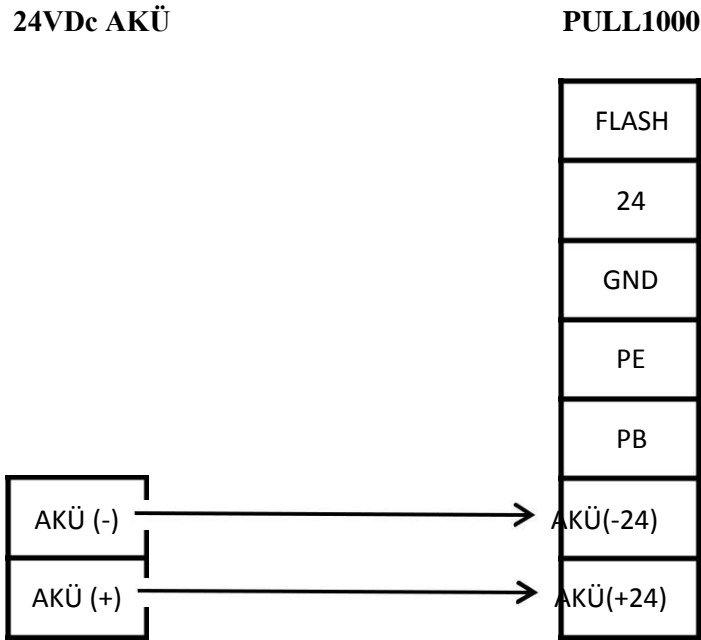 24VDc AKÜ PULL1000
FLASH
24
GND
PE
PB
AKÜ (-) AKÜ(-24)
AKÜ (+) AKÜ(+24)